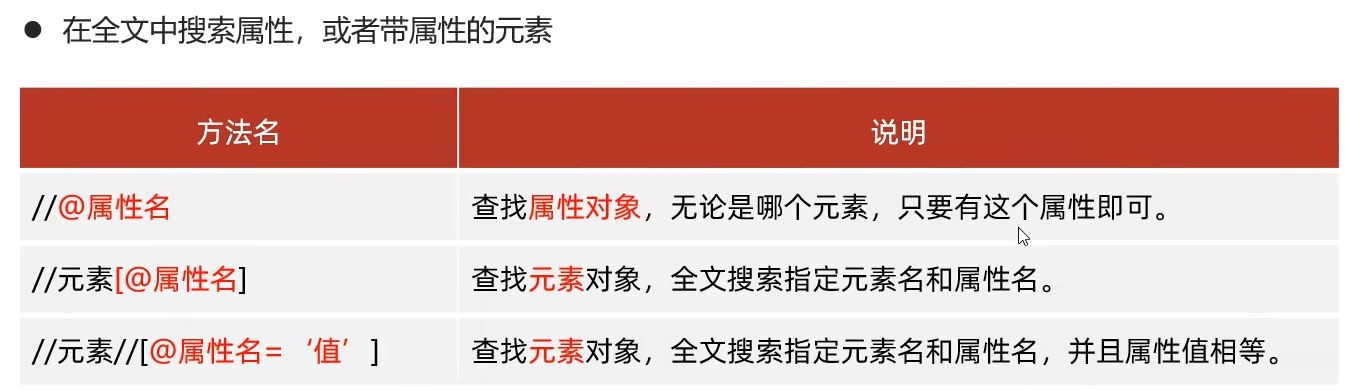 ● 在全文中搜索属性，或者带属性的元素
方法名 说明
//@属性名 查找属性对象，无论是哪个元素，只要有这个属性即可。
//元素[@属性名] 查找元素对象，全文搜索指定元素名和属性名。
//元素//[@属性名=‘值’] 查找元素对象，全文搜索指定元素名和属性名，并且属性值相等。